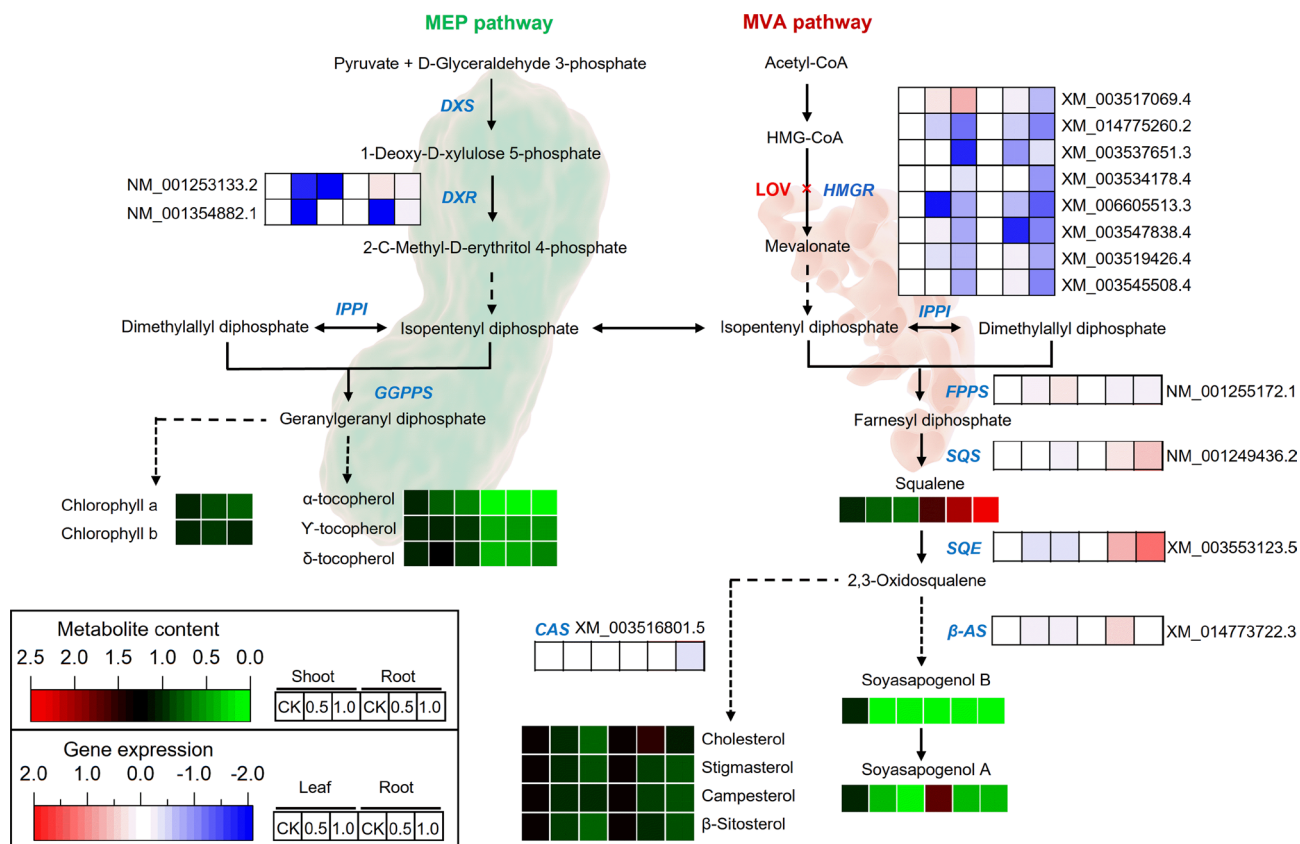 MEP pathway
MVA pathway
Pyruvate + D-Glyceraldehyde 3-phosphate
Acetyl-CoA
DXS
XM_003517069.4
XM_014775260.2
HMG-CoA
XM_003537651.3
1-Deoxy-D-xylulose 5-phosphate
XM_003534178.4
NM_001253133.2
DXR
LOV × HMGR
XM_006605513.3
NM_001354882.1
XM_003547838.4
2-C-Methyl-D-erythritol 4-phosphate
Mevalonate
XM_003519426.4
XM_003545508.4
IPPI
IPPI
Dimethylallyl diphosphate
Isopentenyl diphosphate
Isopentenyl diphosphate
Dimethylallyl diphosphate
GGPPS
FPPS
NM_001255172.1
Geranylgeranyl diphosphate
Farnesyl diphosphate
SQS
NM_001249436.2
Squalene
Chlorophyll a
Chlorophyll b
α-tocopherol
ϒ-tocopherol
δ-tocopherol
SQE
XM_003553123.5
2,3-Oxidosqualene
CAS XM_003516801.5
β-AS
XM_014773722.3
Soyasapogenol B
Cholesterol
Stigmasterol
Campesterol
β-Sitosterol
Soyasapogenol A
Metabolite content
2.5 2.0 1.5 1.0 0.5 0.0
Shoot Root
CK 0.5 1.0 CK 0.5 1.0
Gene expression
2.0 1.0 0.0 -1.0 -2.0
Leaf Root
CK 0.5 1.0 CK 0.5 1.0